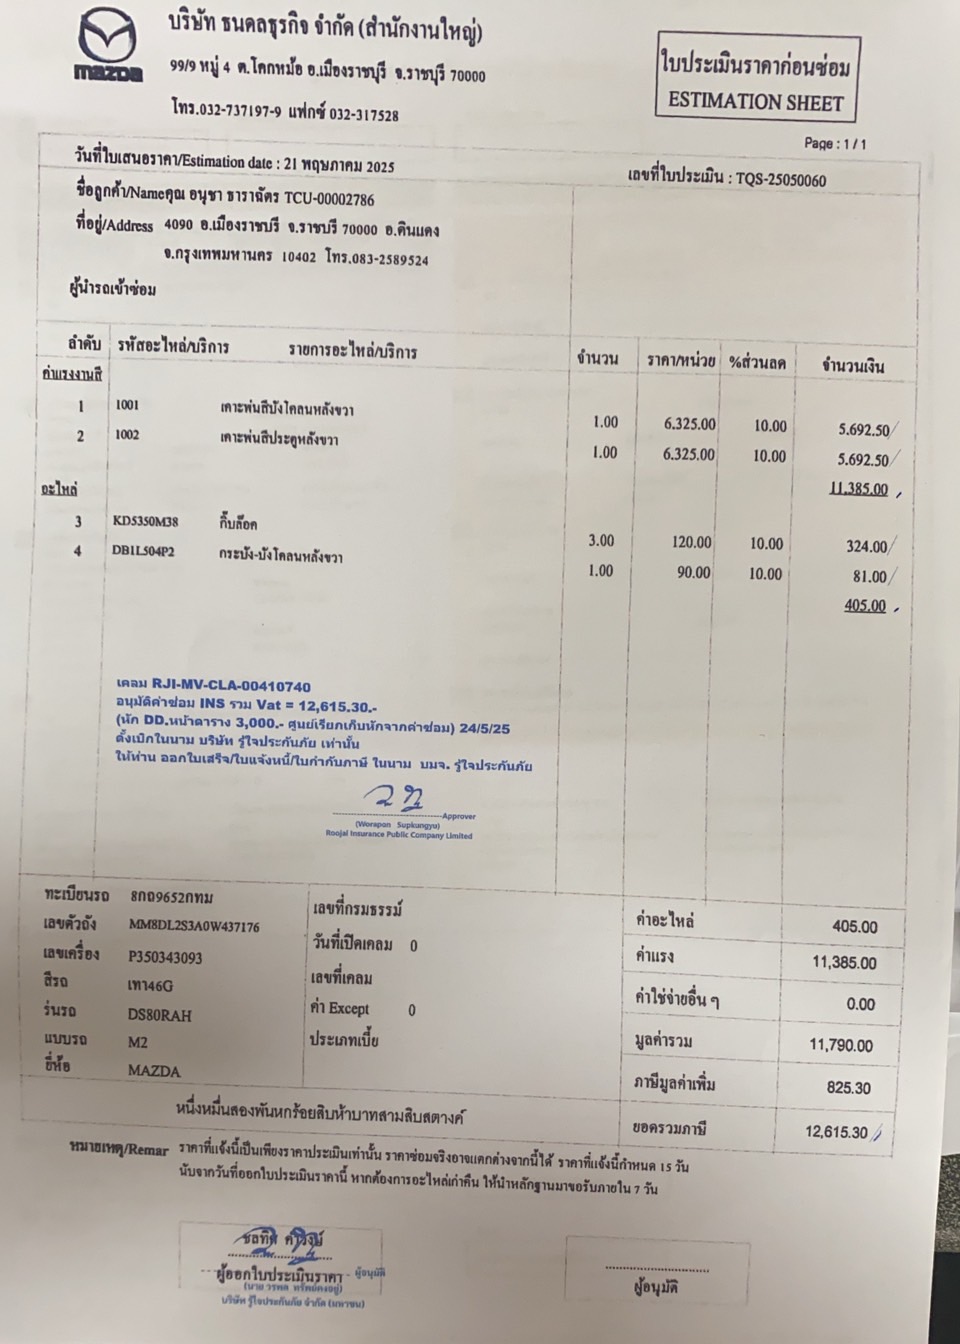 mazda
บริษัท ธนคลธุรกิจ จำกัด (สำนักงานใหญ่)
99/9 หมู่ 4 ต.โคกหม้อ อ.เมืองราชบุรี จ.ราชบุรี 70000
โทร.032-737197-9 แฟกซ์ 032-317528
ใบประเมินราคาก่อนซ่อม
ESTIMATION SHEET
Page : 1 / 1
วันที่ใบเสนอราคา/Estimation date : 21 พฤษภาคม 2025
เลขที่ใบประเมิน : TQS-25050060
ชื่อลูกค้า/Nameคุณ อนุชา ธาราฉัตร TCU-00002786
ที่อยู่/Address 4090 อ.เมืองราชบุรี จ.ราชบุรี 70000 อ.ดินแดง
จ.กรุงเทพมหานคร 10402 โทร.083-2589524
ผู้นำรถเข้าซ่อม
ลำดับ รหัสอะไหล่/บริการ รายการอะไหล่/บริการ จำนวน ราคา/หน่วย %ส่วนลด จำนวนเงิน
ค่าแรงงานสี
1 1001 เคาะพ่นสีบังโคลนหลังขวา 1.00 6,325.00 10.00 5,692.50
2 1002 เคาะพ่นสีประตูหลังขวา 1.00 6,325.00 10.00 5,692.50
11,385.00
อะไหล่
3 KD5350M38 กิ๊บล๊อค 3.00 120.00 10.00 324.00
4 DB1L504P2 กระบัง-บังโคลนหลังขวา 1.00 90.00 10.00 81.00
405.00
เคลม RJI-MV-CLA-00410740
อนุมัติค่าซ่อม INS รวม Vat = 12,615.30.-
(หัก DD.หน้าตาราง 3,000.- ศูนย์เรียกเก็บหักจากค่าซ่อม) 24/5/25
ตั้งเบิกในนาม บริษัท รู้ใจประกันภัย เท่านั้น
ให้ท่าน ออกใบเสร็จ/ใบแจ้งหนี้/ใบกำกับภาษี ในนาม บมจ. รู้ใจประกันภัย
Approver
(Worapon Supkungyu)
Roojai Insurance Public Company Limited
ทะเบียนรถ 8กฌ9652กทม
เลขตัวถัง MM8DL2S3A0W437176
เลขเครื่อง P350343093
สีรถ เทา46G
รุ่นรถ DS80RAH
แบบรถ M2
ยี่ห้อ MAZDA
เลขที่กรมธรรม์
วันที่เปิดเคลม 0
เลขที่เคลม
ค่า Except 0
ประเภทเบี้ย
ค่าอะไหล่ 405.00
ค่าแรง 11,385.00
ค่าใช้จ่ายอื่น ๆ 0.00
มูลค่ารวม 11,790.00
ภาษีมูลค่าเพิ่ม 825.30
หนึ่งหมื่นสองพันหกร้อยสิบห้าบาทสามสิบสตางค์
ยอดรวมภาษี 12,615.30
หมายเหตุ/Remar ราคาที่แจ้งนี้เป็นเพียงราคาประเมินเท่านั้น ราคาซ่อมจริงอาจแตกต่างจากนี้ได้ ราคาที่แจ้งนี้กำหนด 15 วัน
นับจากวันที่ออกใบประเมินราคานี้ หากต้องการอะไหล่เก่าคืน ให้นำหลักฐานมาขอรับภายใน 7 วัน
ผู้ออกใบประเมินราคา ผู้อนุมัติ
บริษัท รู้ใจประกันภัย จำกัด (มหาชน)
ผู้อนุมัติ